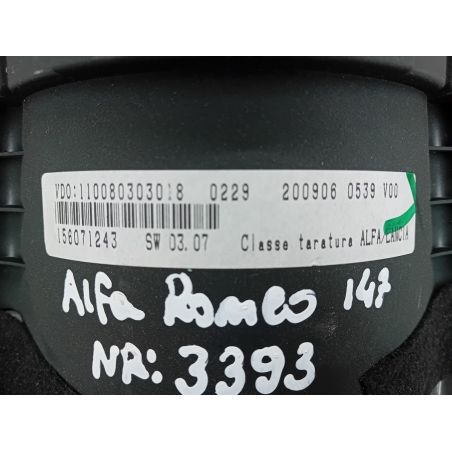 VDO:110080303018 0229 200906 0539 V00
156071243 SW 03.07 Classe taratura ALFA/LANCIA
Alfa Romeo 147
NR: 3393